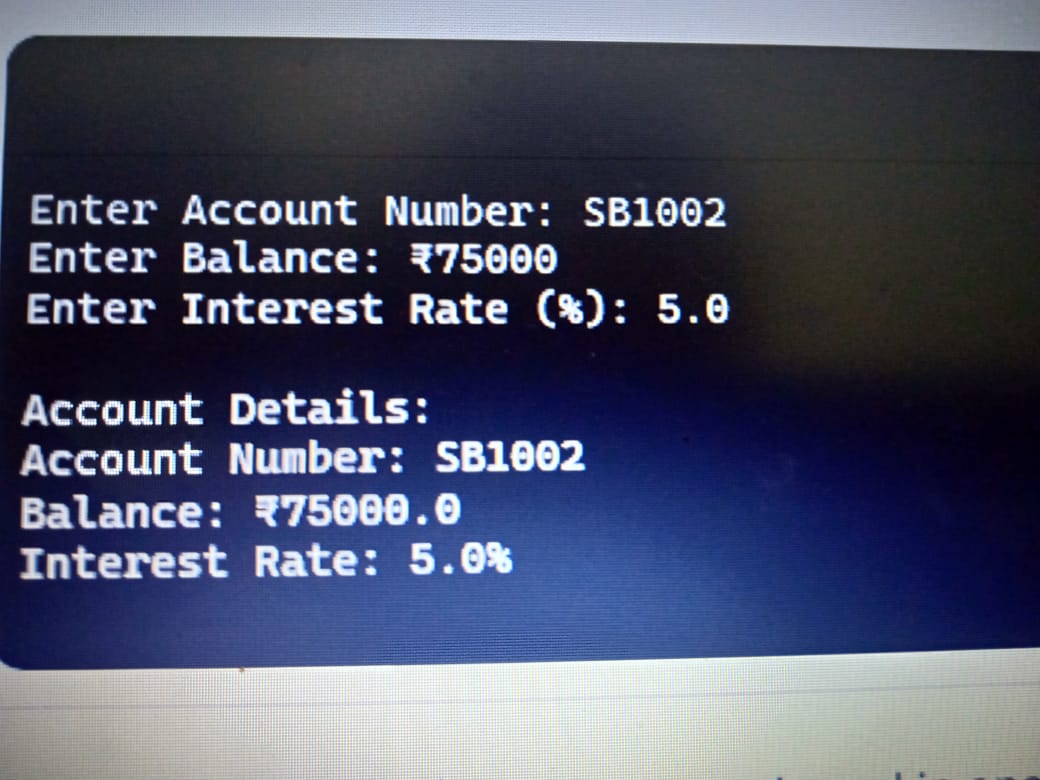 Enter Account Number: SB1002
Enter Balance: ₹75000
Enter Interest Rate (%): 5.0
Account Details:
Account Number: SB1002
Balance: ₹75000.0
Interest Rate: 5.0%